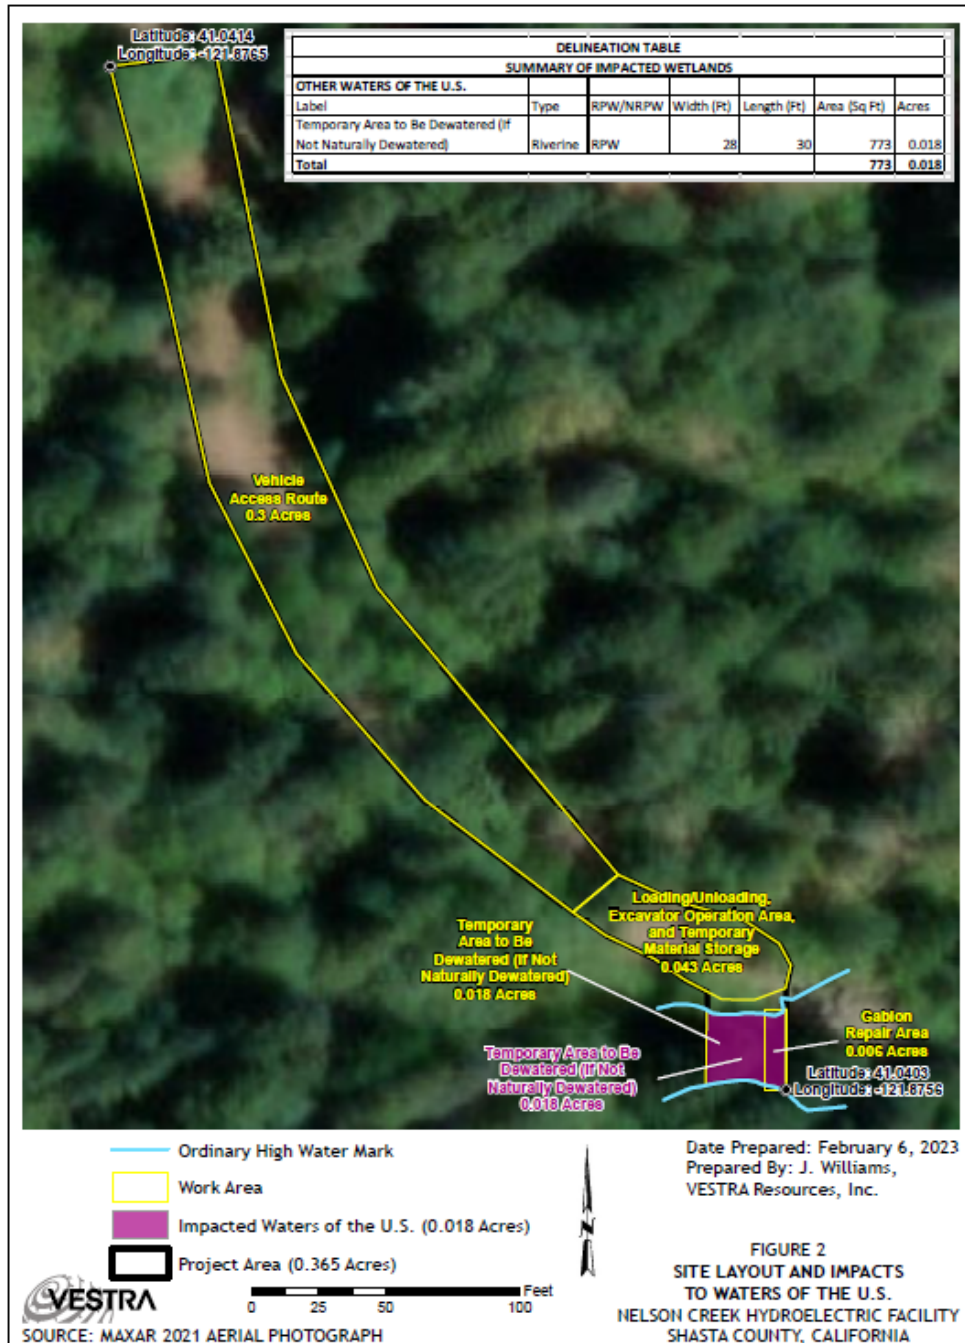 Latitude: 41.0414
Longitude: -121.8765
DELINEATION TABLE
SUMMARY OF IMPACTED WETLANDS
OTHER WATERS OF THE U.S.
Label Type RPW/NRPW Width (Ft) Length (Ft) Area (Sq Ft) Acres
Temporary Area to Be Dewatered (If
Not Naturally Dewatered) Riverine RPW 28 30 773 0.018
Total 773 0.018
Vehicle
Access Route
0.3 Acres
Loading/Unloading,
Excavator Operation Area,
and Temporary
Material Storage
0.043 Acres
Temporary
Area to Be
Dewatered (If Not
Naturally Dewatered)
0.018 Acres
Gabion
Repair Area
0.006 Acres
Temporary Area to Be
Dewatered (If Not
Naturally Dewatered)
0.018 Acres
Latitude: 41.0403
Longitude: -121.8756
Ordinary High Water Mark
Work Area
Impacted Waters of the U.S. (0.018 Acres)
Project Area (0.365 Acres)
N
Date Prepared: February 6, 2023
Prepared By: J. Williams,
VESTRA Resources, Inc.
VESTRA
Feet
0 25 50 100
FIGURE 2
SITE LAYOUT AND IMPACTS
TO WATERS OF THE U.S.
NELSON CREEK HYDROELECTRIC FACILITY
SHASTA COUNTY, CALIFORNIA
SOURCE: MAXAR 2021 AERIAL PHOTOGRAPH